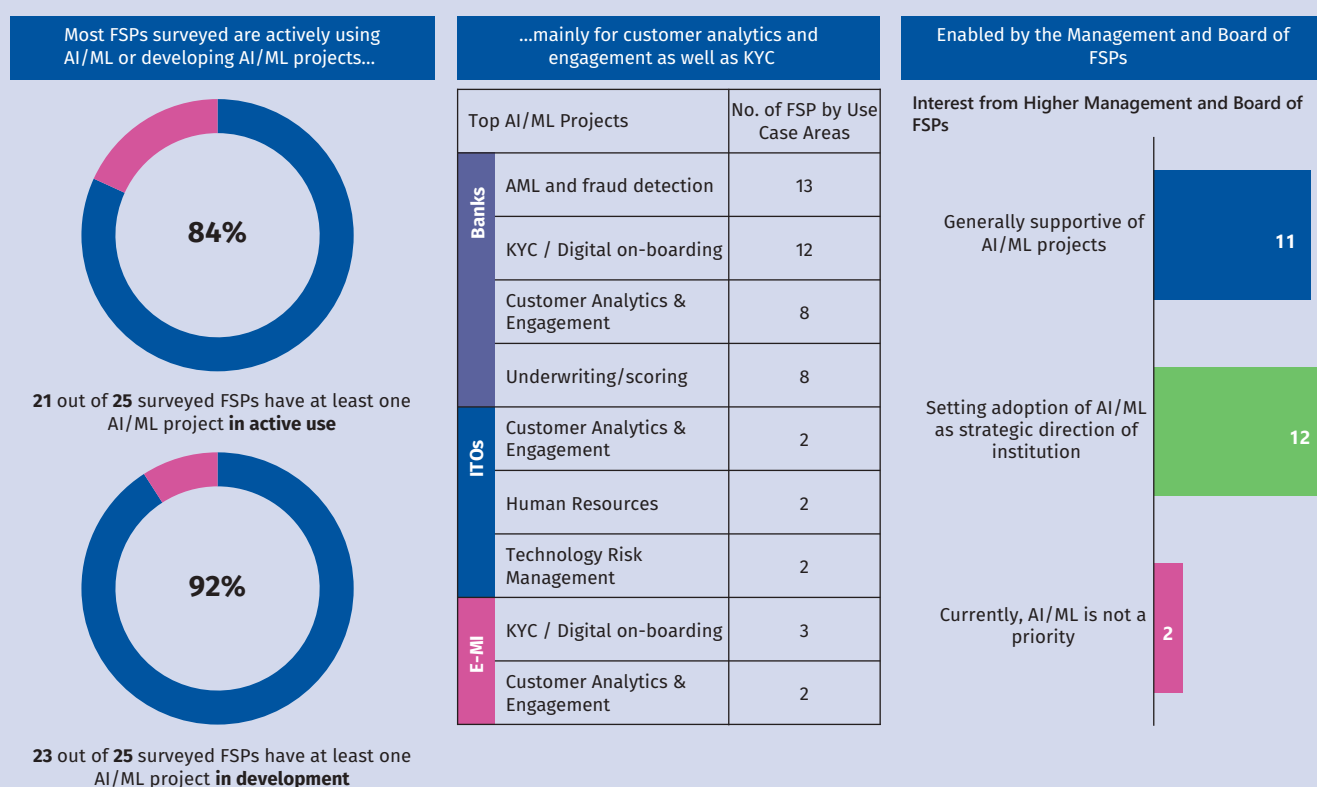 Most FSPs surveyed are actively using
AI/ML or developing AI/ML projects...
84%
21 out of 25 surveyed FSPs have at least one
AI/ML project in active use
92%
23 out of 25 surveyed FSPs have at least one
AI/ML project in development
...mainly for customer analytics and
engagement as well as KYC
Top AI/ML Projects
No. of FSP by Use
Case Areas
Banks
AML and fraud detection
13
KYC / Digital on-boarding
12
Customer Analytics &
Engagement
8
Underwriting/scoring
8
ITOs
Customer Analytics &
Engagement
2
Human Resources
2
Technology Risk
Management
2
E-MI
KYC / Digital on-boarding
3
Customer Analytics &
Engagement
2
Enabled by the Management and Board of
FSPs
Interest from Higher Management and Board of
FSPs
Generally supportive of
AI/ML projects
11
Setting adoption of AI/ML
as strategic direction of
institution
12
Currently, AI/ML is not a
priority
2